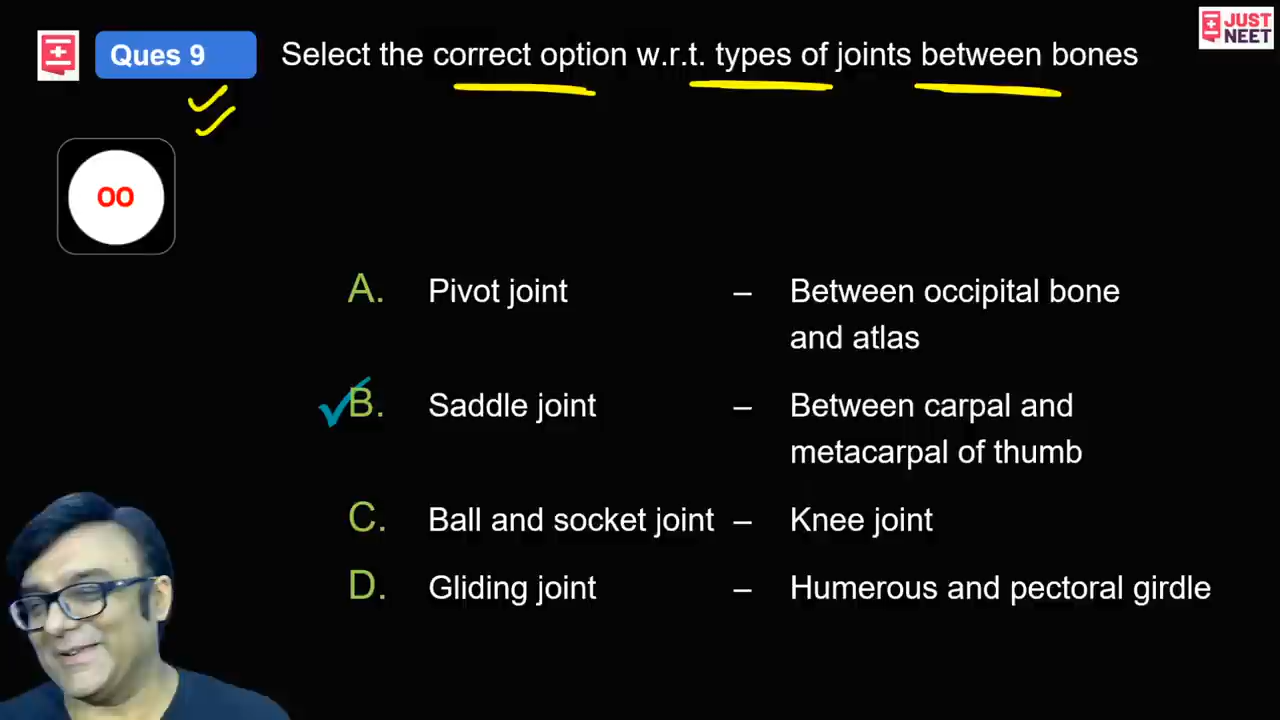 JUST
NEET
Ques 9 Select the correct option w.r.t. types of joints between bones
00
A. Pivot joint – Between occipital bone
and atlas
B. Saddle joint – Between carpal and
metacarpal of thumb
C. Ball and socket joint – Knee joint
D. Gliding joint – Humerous and pectoral girdle